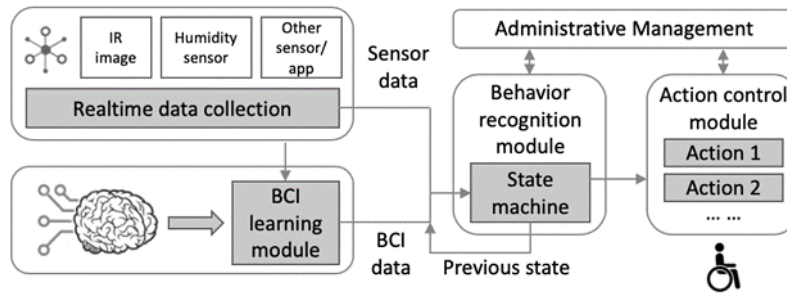 IR
image
Humidity
sensor
Other
sensor/
app
Realtime data collection
Sensor
data
BCI
learning
module
BCI
data
Administrative Management
Behavior
recognition
module
State
machine
Previous state
Action control
module
Action 1
Action 2
... ...